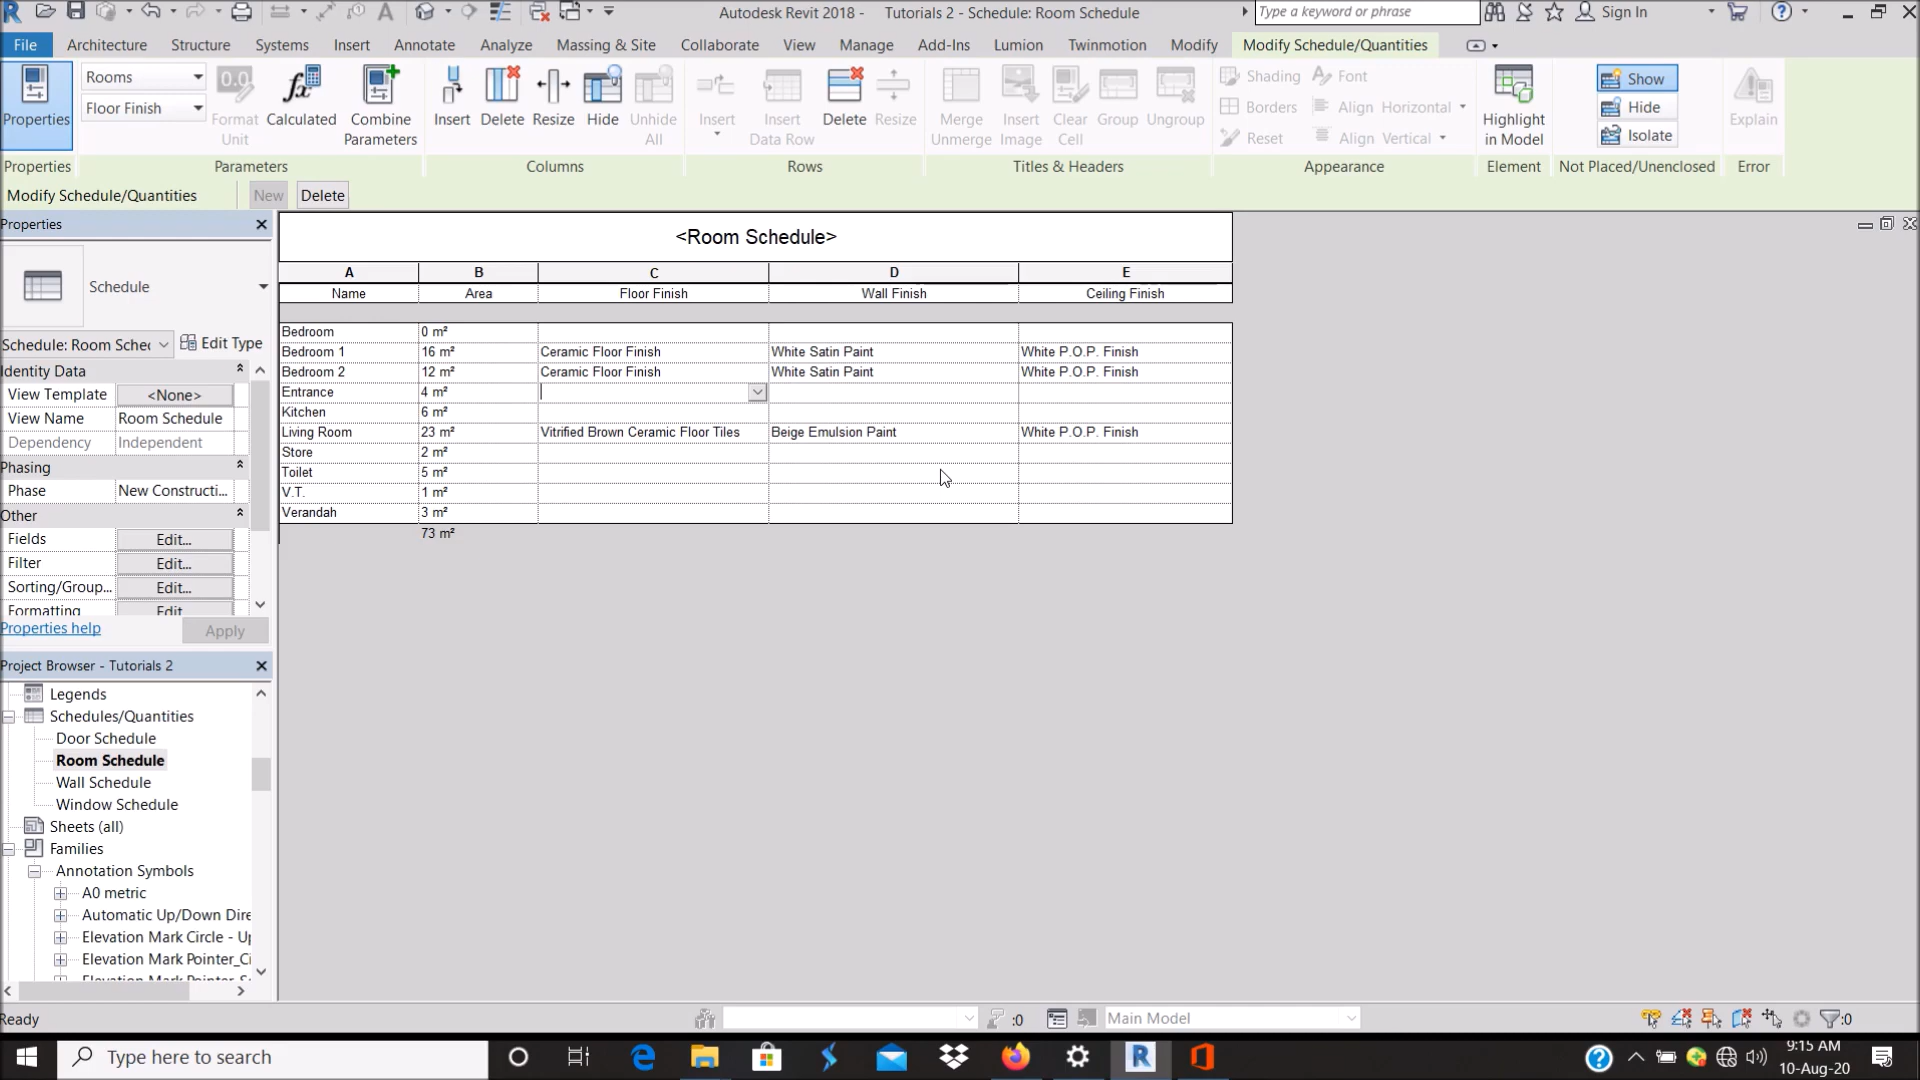 Autodesk Revit 2018 - Tutorials 2 - Schedule: Room Schedule
Type a keyword or phrase
Sign In
File Architecture Structure Systems Insert Annotate Analyze Massing & Site Collaborate View Manage Add-Ins Lumion Twinmotion Modify Modify Schedule/Quantities
Properties
Rooms
Floor Finish
Format Unit
Calculated
Combine Parameters
Insert
Delete
Resize
Hide
Unhide All
Insert
Insert Data Row
Delete
Resize
Merge Unmerge
Insert Image
Clear Cell
Group
Ungroup
Shading
Borders
Reset
Font
Align Horizontal
Align Vertical
Highlight in Model
Show
Hide
Isolate
Explain
Properties Parameters Columns Rows Titles & Headers Appearance Element Not Placed/Unenclosed Error
Modify Schedule/Quantities New Delete
Properties
Schedule
Schedule: Room Schec Edit Type
Identity Data
View Template <None>
View Name Room Schedule
Dependency Independent
Phasing
Phase New Constructi...
Other
Fields Edit...
Filter Edit...
Sorting/Group... Edit...
Formatting Edit
Properties help Apply
Project Browser - Tutorials 2
Legends
Schedules/Quantities
Door Schedule
Room Schedule
Wall Schedule
Window Schedule
Sheets (all)
Families
Annotation Symbols
A0 metric
Automatic Up/Down Dire
Elevation Mark Circle - Up
Elevation Mark Pointer_Ci
<Room Schedule>
A B C D E
Name Area Floor Finish Wall Finish Ceiling Finish
Bedroom 0 m²
Bedroom 1 16 m² Ceramic Floor Finish White Satin Paint White P.O.P. Finish
Bedroom 2 12 m² Ceramic Floor Finish White Satin Paint White P.O.P. Finish
Entrance 4 m²
Kitchen 6 m²
Living Room 23 m² Vitrified Brown Ceramic Floor Tiles Beige Emulsion Paint White P.O.P. Finish
Store 2 m²
Toilet 5 m²
V.T. 1 m²
Verandah 3 m²
73 m²
Ready
:0
Main Model
:0
Type here to search
9:15 AM
10-Aug-20